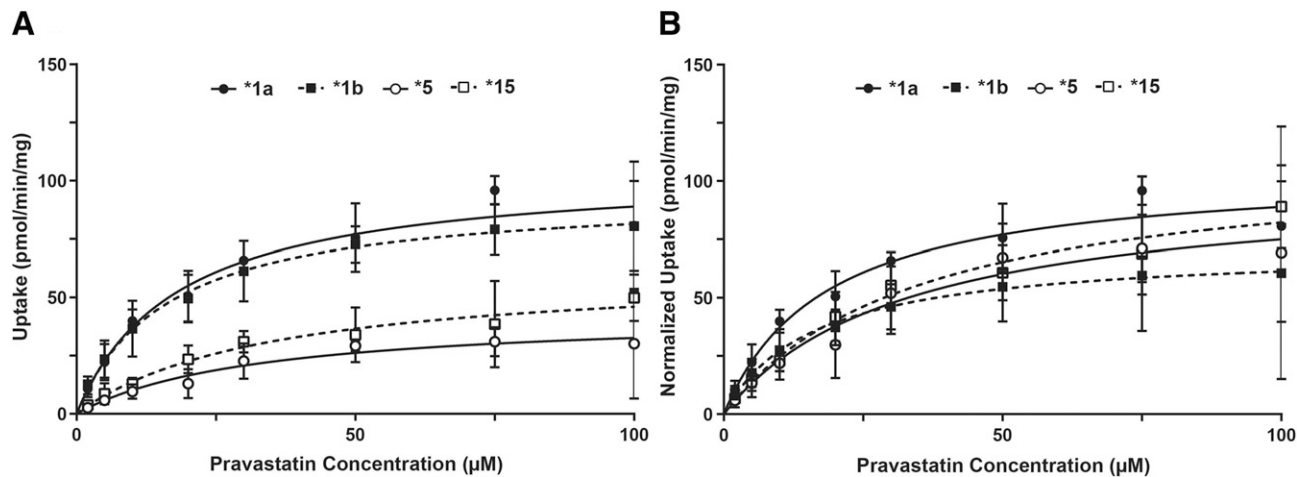 A
150
100
50
0
0
50
100
Uptake (pmol/min/mg)
Pravastatin Concentration (µM)
*1a
*1b
*5
*15
B
150
100
50
0
0
50
100
Normalized Uptake (pmol/min/mg)
Pravastatin Concentration (µM)
*1a
*1b
*5
*15